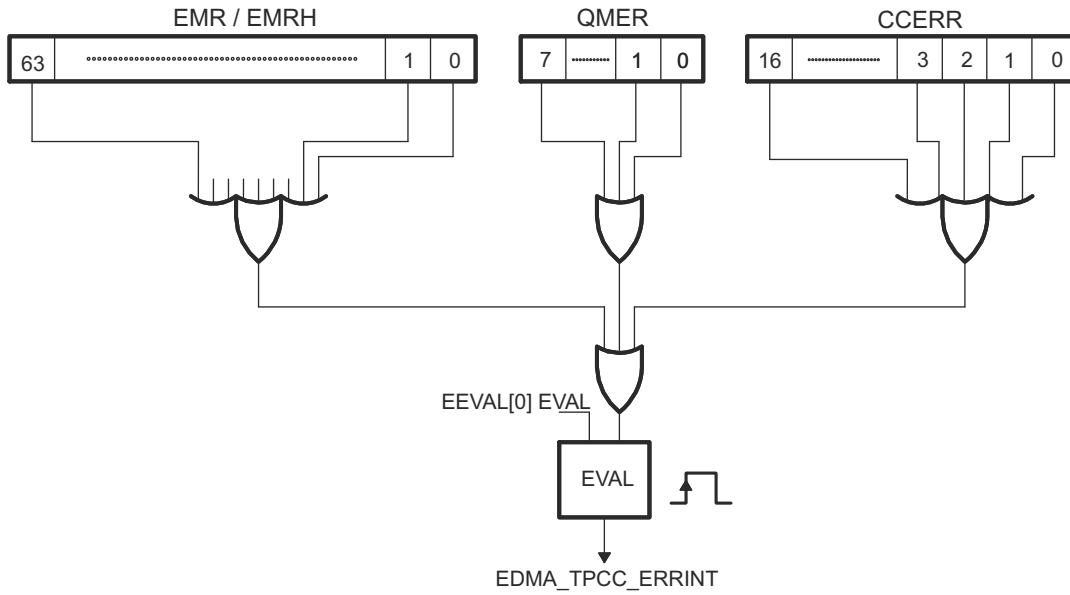 EMR / EMRH QMER CCERR
63 1 0 7 1 0 16 3 2 1 0
EEVAL[0] EVAL
EVAL
EDMA_TPCC_ERRINT